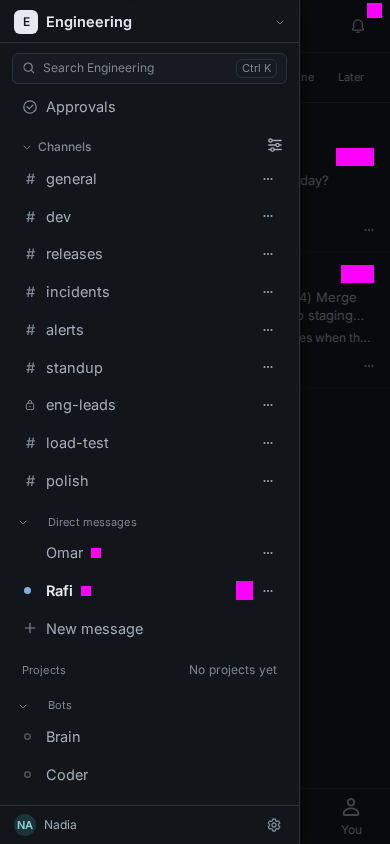 E Engineering
Search Engineering Ctrl K
Later
Approvals
Channels
# general
day?
# dev
# releases
# incidents
4) Merge
staging...
# alerts
es when th...
# standup
eng-leads
# load-test
# polish
Direct messages
Omar
Rafi
New message
Projects No projects yet
Bots
Brain
Coder
NA Nadia
You